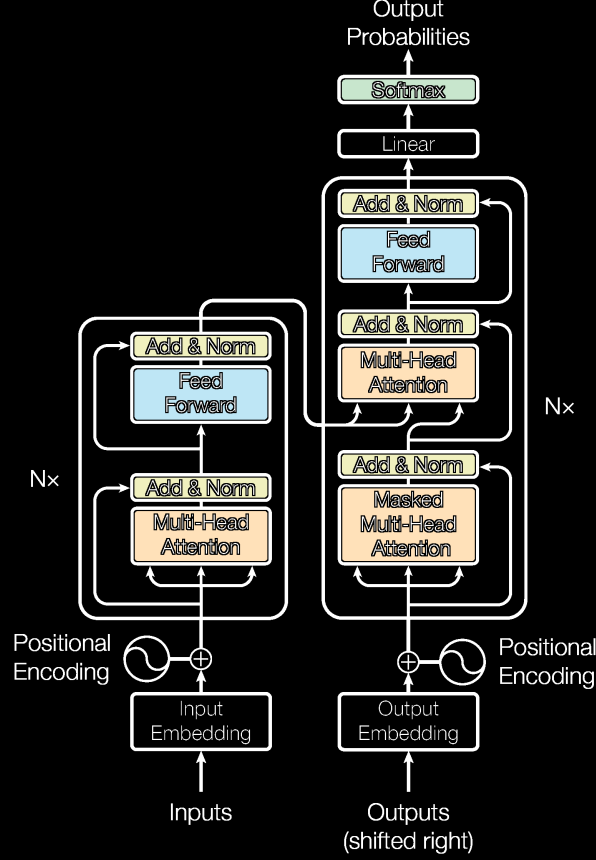 Output
Probabilities
Softmax
Linear
Add & Norm
Feed
Forward
Add & Norm
Multi-Head
Attention
Add & Norm
Masked
Multi-Head
Attention
N×
Add & Norm
Feed
Forward
Add & Norm
Multi-Head
Attention
N×
Positional
Encoding
Positional
Encoding
Input
Embedding
Output
Embedding
Inputs
Outputs
(shifted right)